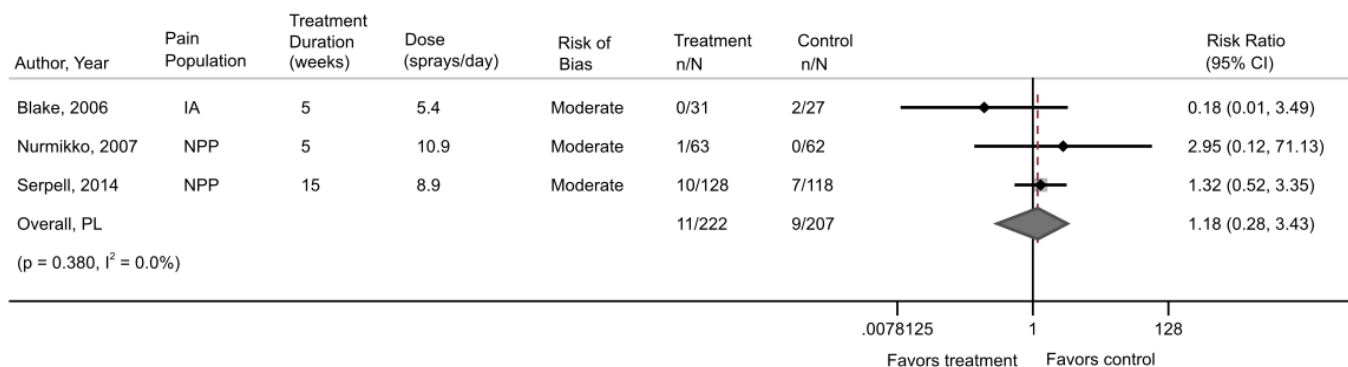 Author, Year Pain Population Treatment Duration (weeks) Dose (sprays/day) Risk of Bias Treatment n/N Control n/N Risk Ratio (95% CI)
Blake, 2006 IA 5 5.4 Moderate 0/31 2/27 0.18 (0.01, 3.49)
Nurmikko, 2007 NPP 5 10.9 Moderate 1/63 0/62 2.95 (0.12, 71.13)
Serpell, 2014 NPP 15 8.9 Moderate 10/128 7/118 1.32 (0.52, 3.35)
Overall, PL 11/222 9/207 1.18 (0.28, 3.43)
(p = 0.380, I² = 0.0%)
.0078125 1 128
Favors treatment Favors control